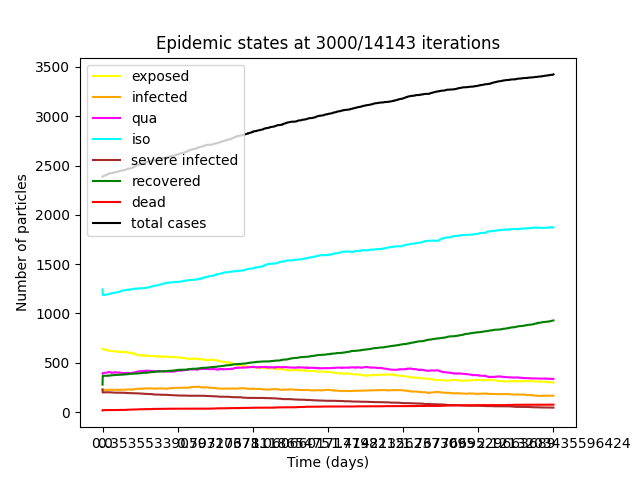 Epidemic states at 3000/14143 iterations
3500
3000
2500
2000
1500
1000
500
0
Number of particles
exposed
infected
qua
iso
severe infected
recovered
dead
total cases
Time (days)